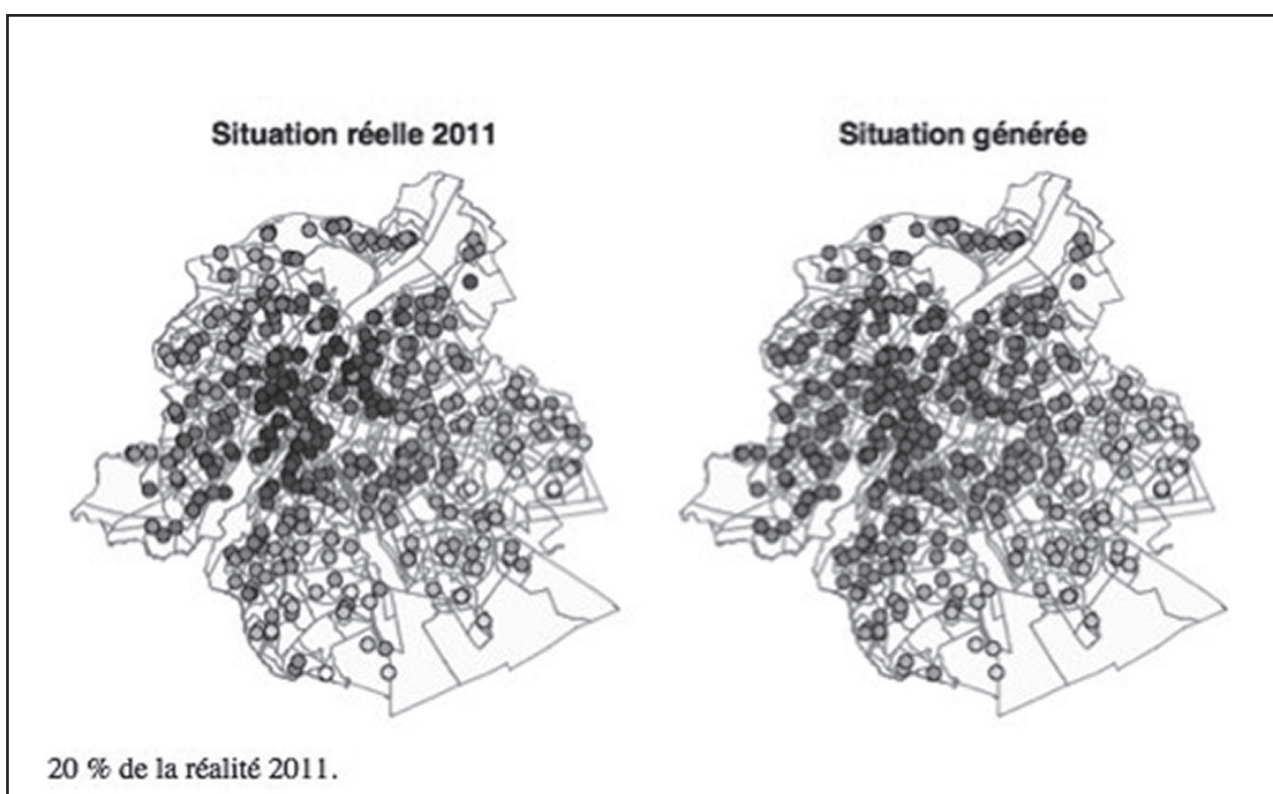 Situation réelle 2011
Situation générée
20 % de la réalité 2011.